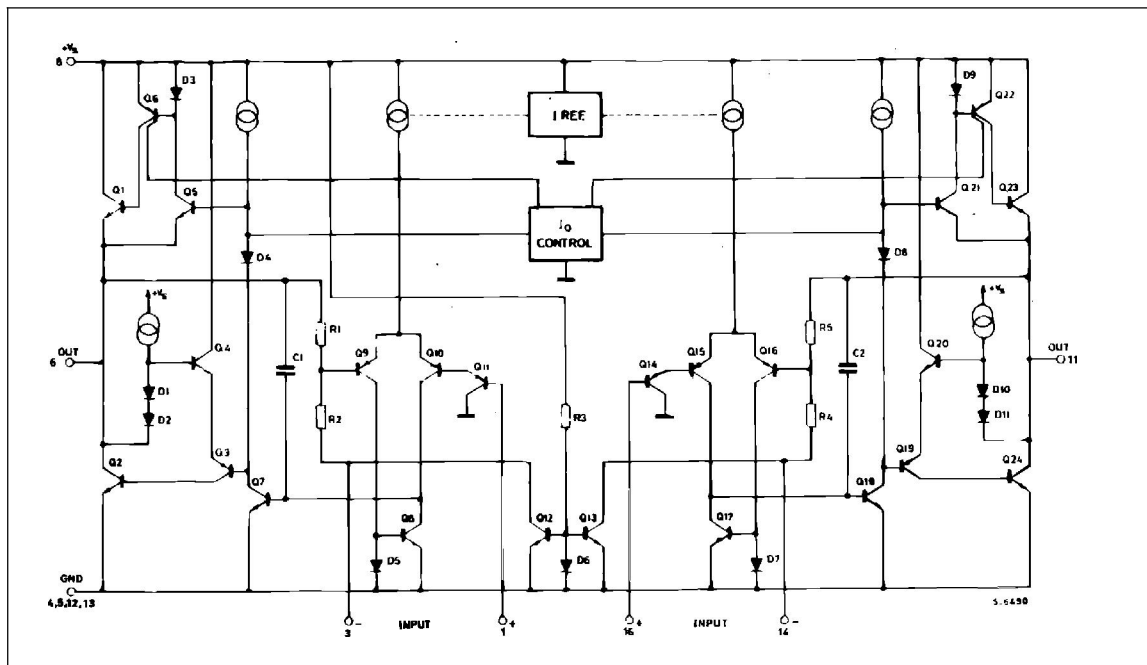 +Vs
8
D3
D9
Q6
Q22
I REF
Q1
Q5
Q21
Q23
Io
CONTROL
D4
D8
+Vs
+Vs
R1
R5
Q4
Q9
Q10
Q15
Q16
Q20
OUT
6
C1
Q11
Q14
C2
OUT
11
D1
D10
R2
R3
R4
D2
D11
Q3
Q19
Q2
Q7
Q18
Q24
Q8
Q12
Q13
Q17
D5
D6
D7
GND
4,5,12,13
S-6490
3 -
INPUT
1 +
16 +
INPUT
14 -